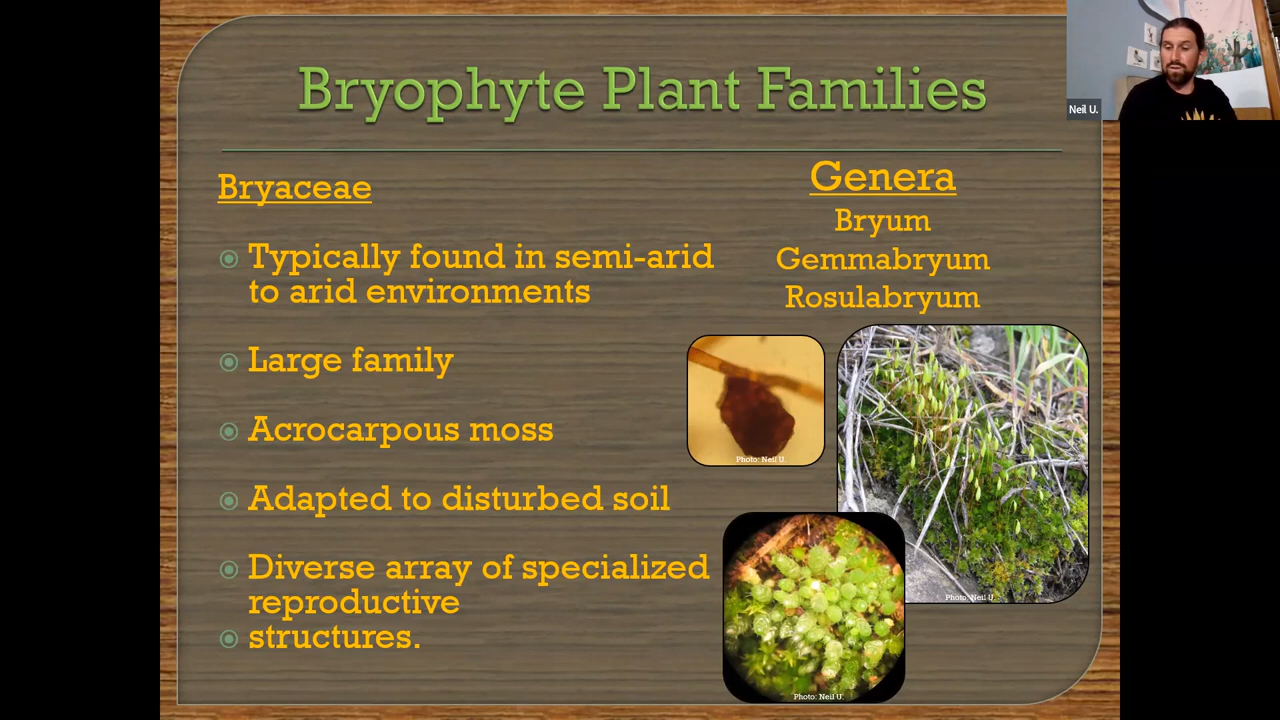 Bryophyte Plant Families
Neil U.
Bryaceae
Typically found in semi-arid
to arid environments
Large family
Acrocarpous moss
Adapted to disturbed soil
Diverse array of specialized
reproductive
structures.
Genera
Bryum
Gemmabryum
Rosulabryum
Photo: Neil U.
Photo: Neil U.
Photo: Neil U.